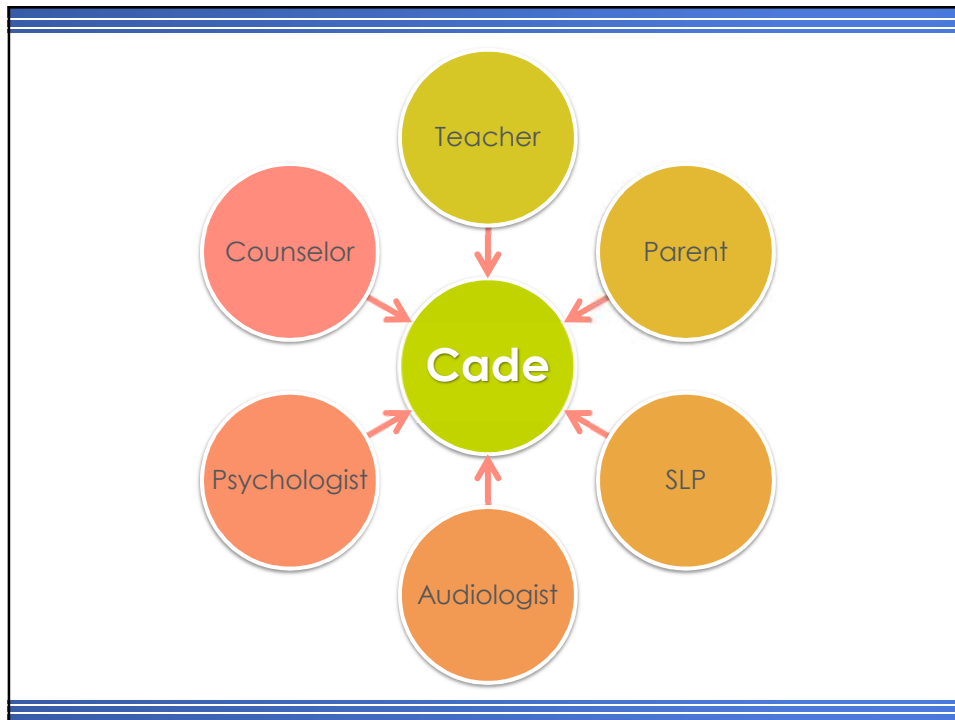 Teacher
Counselor
Parent
Cade
Psychologist
SLP
Audiologist